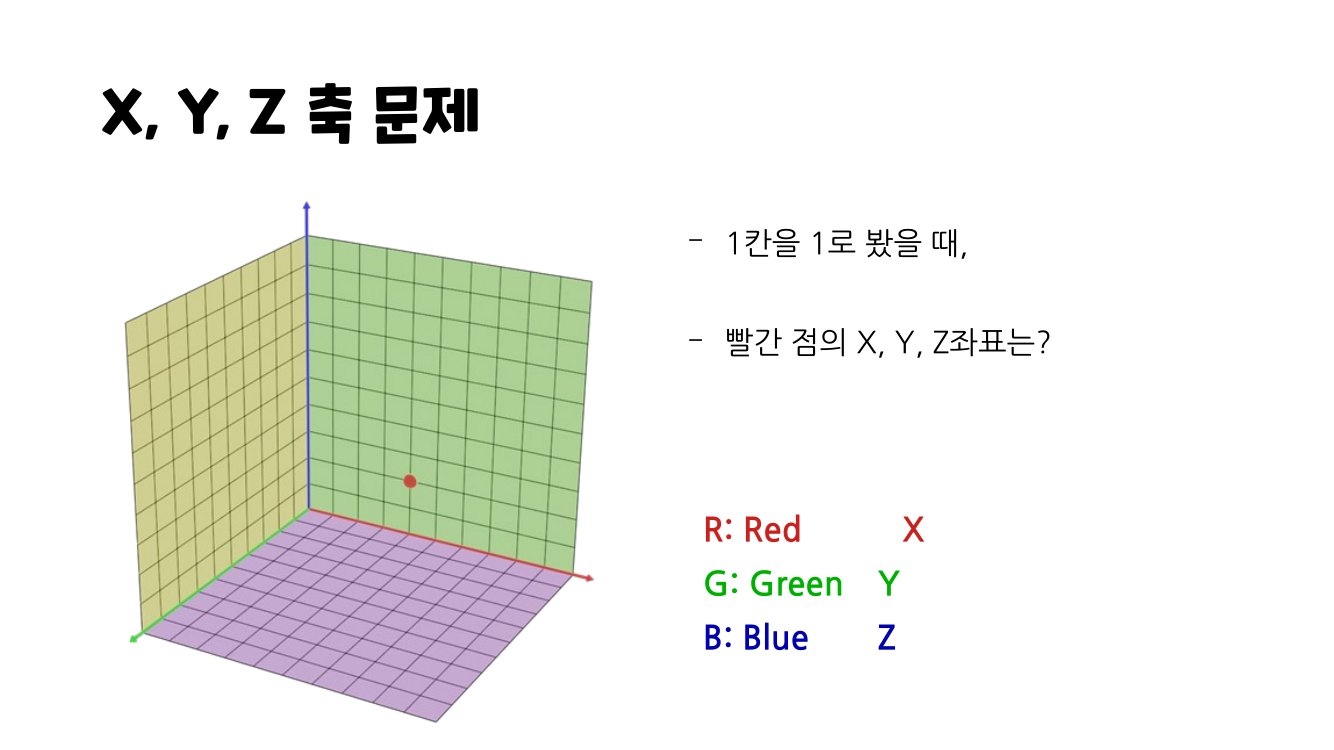 X, Y, Z 축 문제
- 1칸을 1로 봤을 때,
- 빨간 점의 X, Y, Z좌표는?
R: Red X
G: Green Y
B: Blue Z